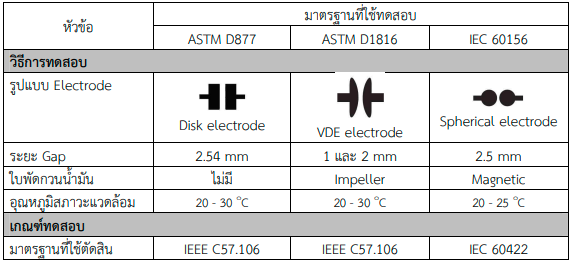 หัวข้อ มาตรฐานที่ใช้ทดสอบ
ASTM D877 ASTM D1816 IEC 60156
วิธีการทดสอบ
รูปแบบ Electrode
Disk electrode VDE electrode Spherical electrode
ระยะ Gap 2.54 mm 1 และ 2 mm 2.5 mm
ใบพัดกวนน้ำมัน ไม่มี Impeller Magnetic
อุณหภูมิสภาวะแวดล้อม 20 - 30 °C 20 - 30 °C 20 - 25 °C
เกณฑ์ทดสอบ
มาตรฐานที่ใช้ตัดสิน IEEE C57.106 IEEE C57.106 IEC 60422